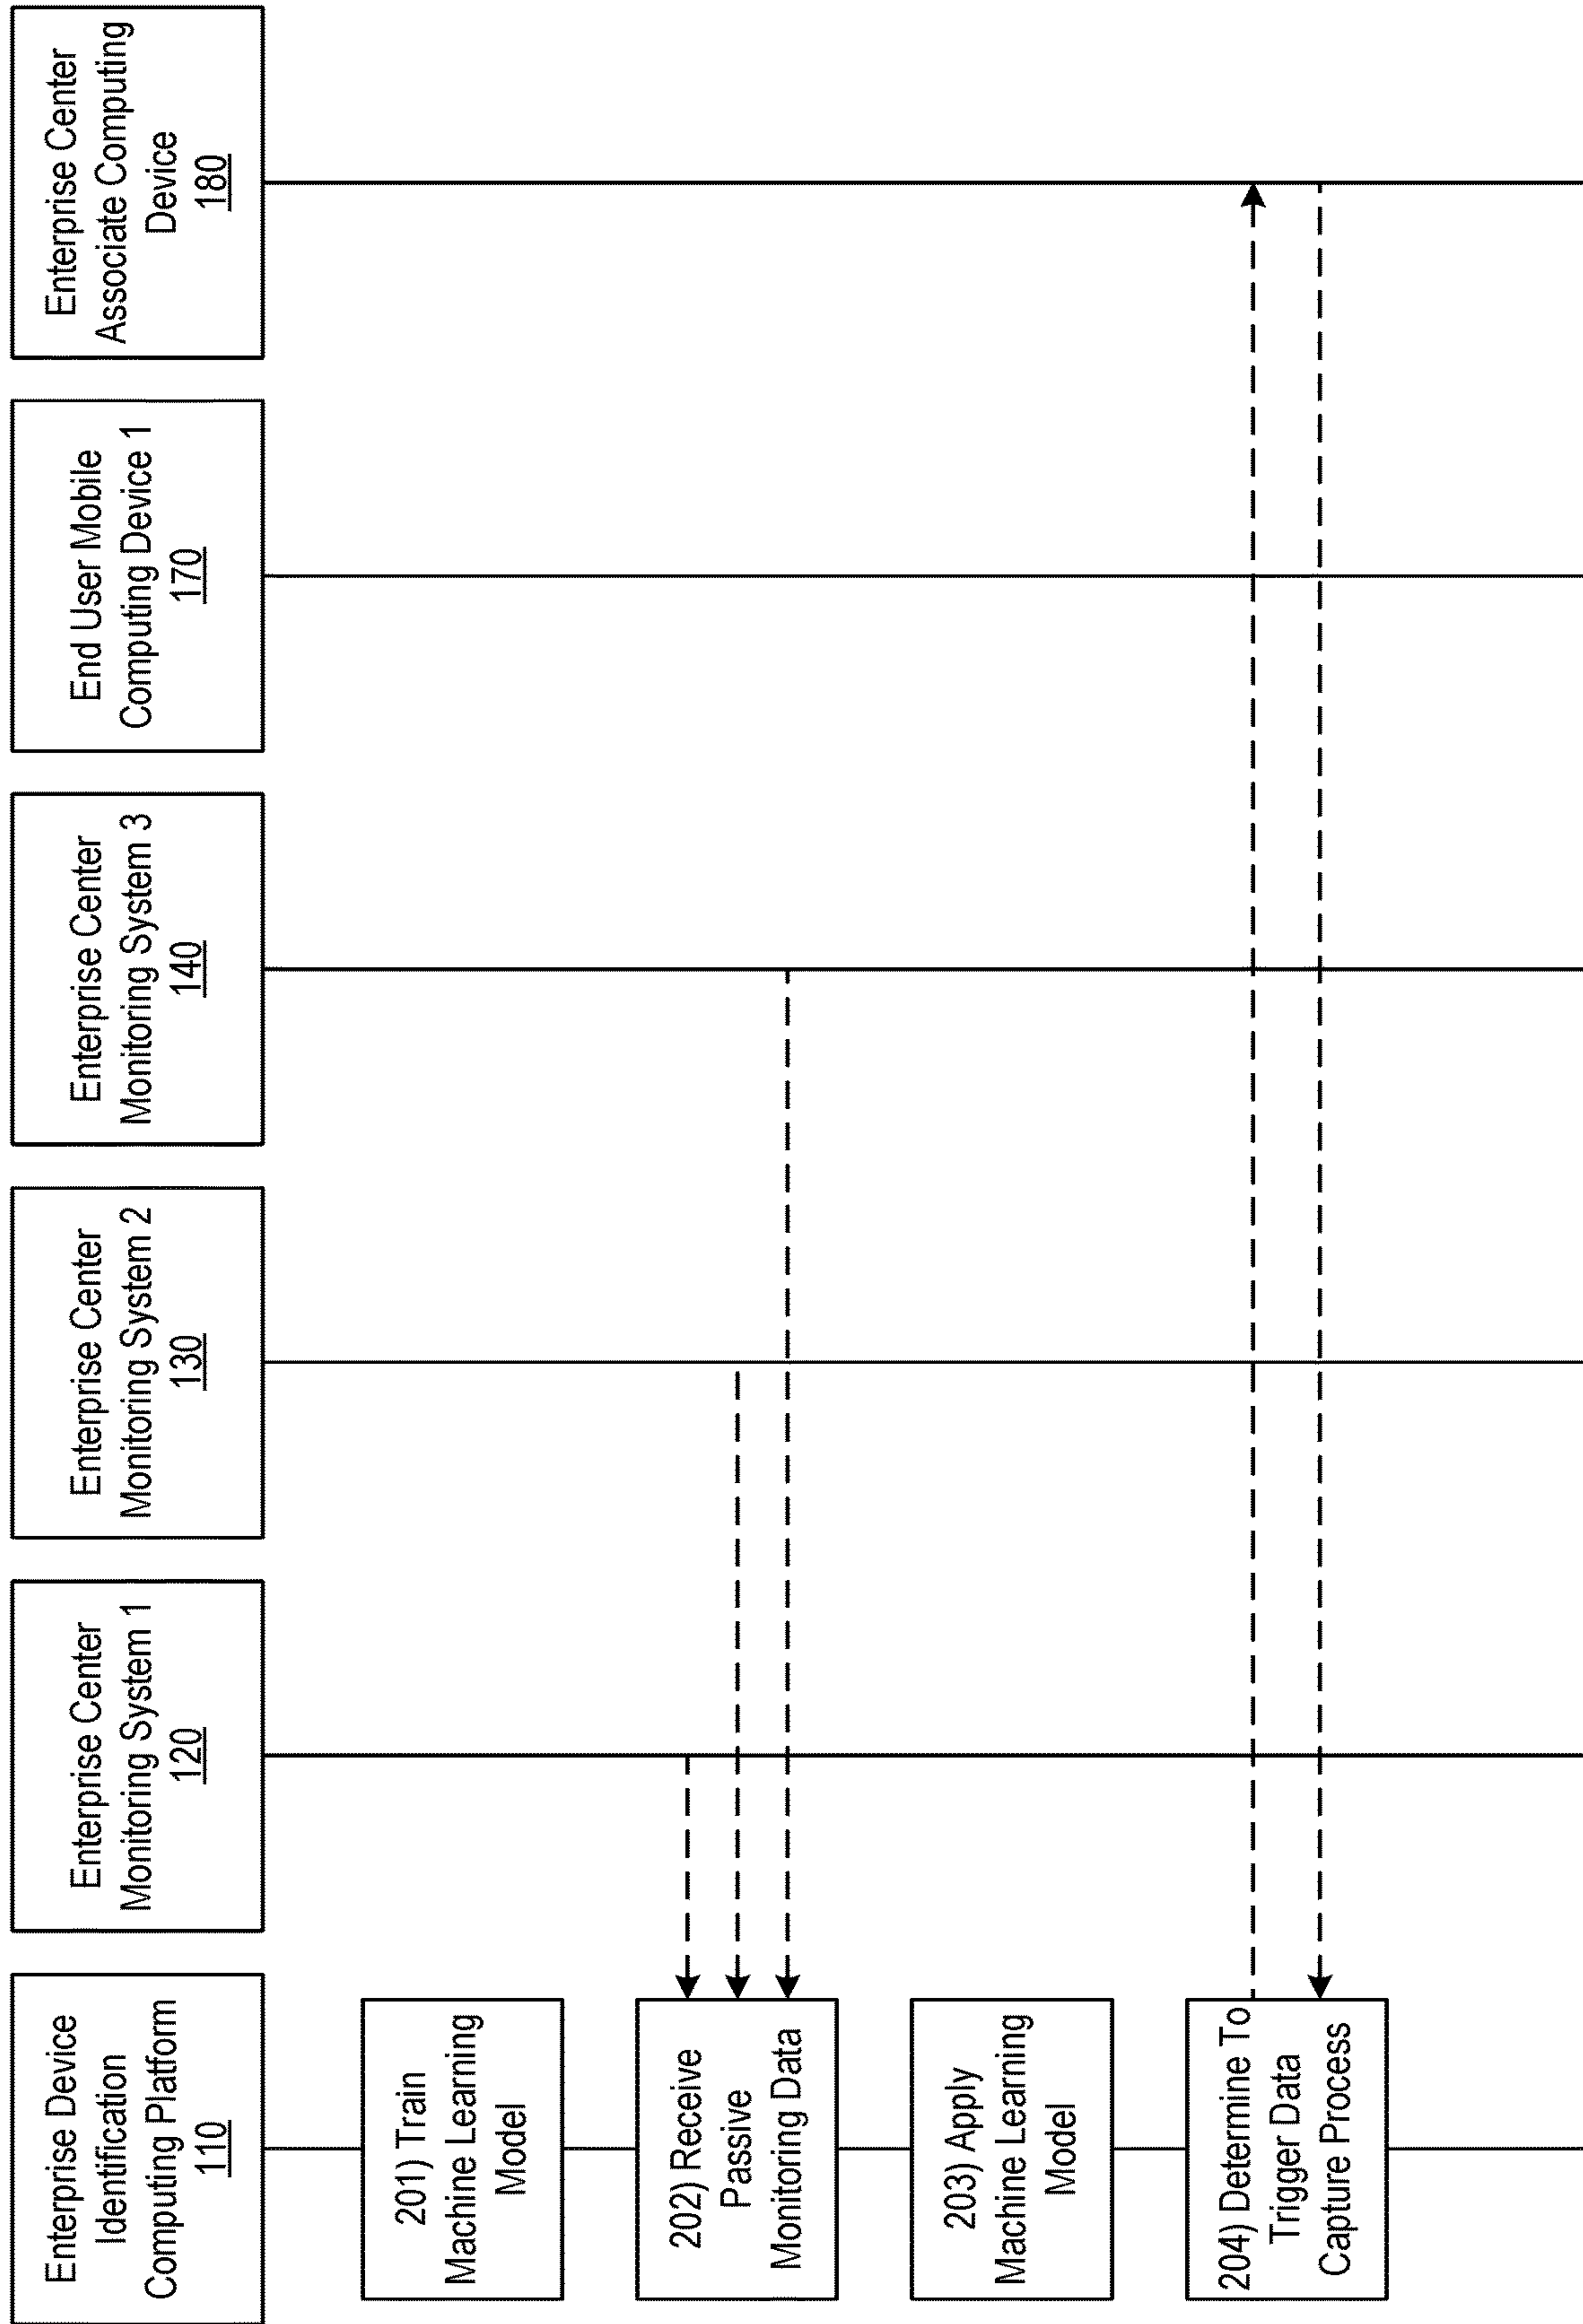 Enterprise Device
Identification
Computing Platform
110
Enterprise Center
Monitoring System 1
120
Enterprise Center
Monitoring System 2
130
Enterprise Center
Monitoring System 3
140
End User Mobile
Computing Device 1
170
Enterprise Center
Associate Computing
Device
180
201) Train
Machine Learning
Model
202) Receive
Passive
Monitoring Data
203) Apply
Machine Learning
Model
204) Determine To
Trigger Data
Capture Process